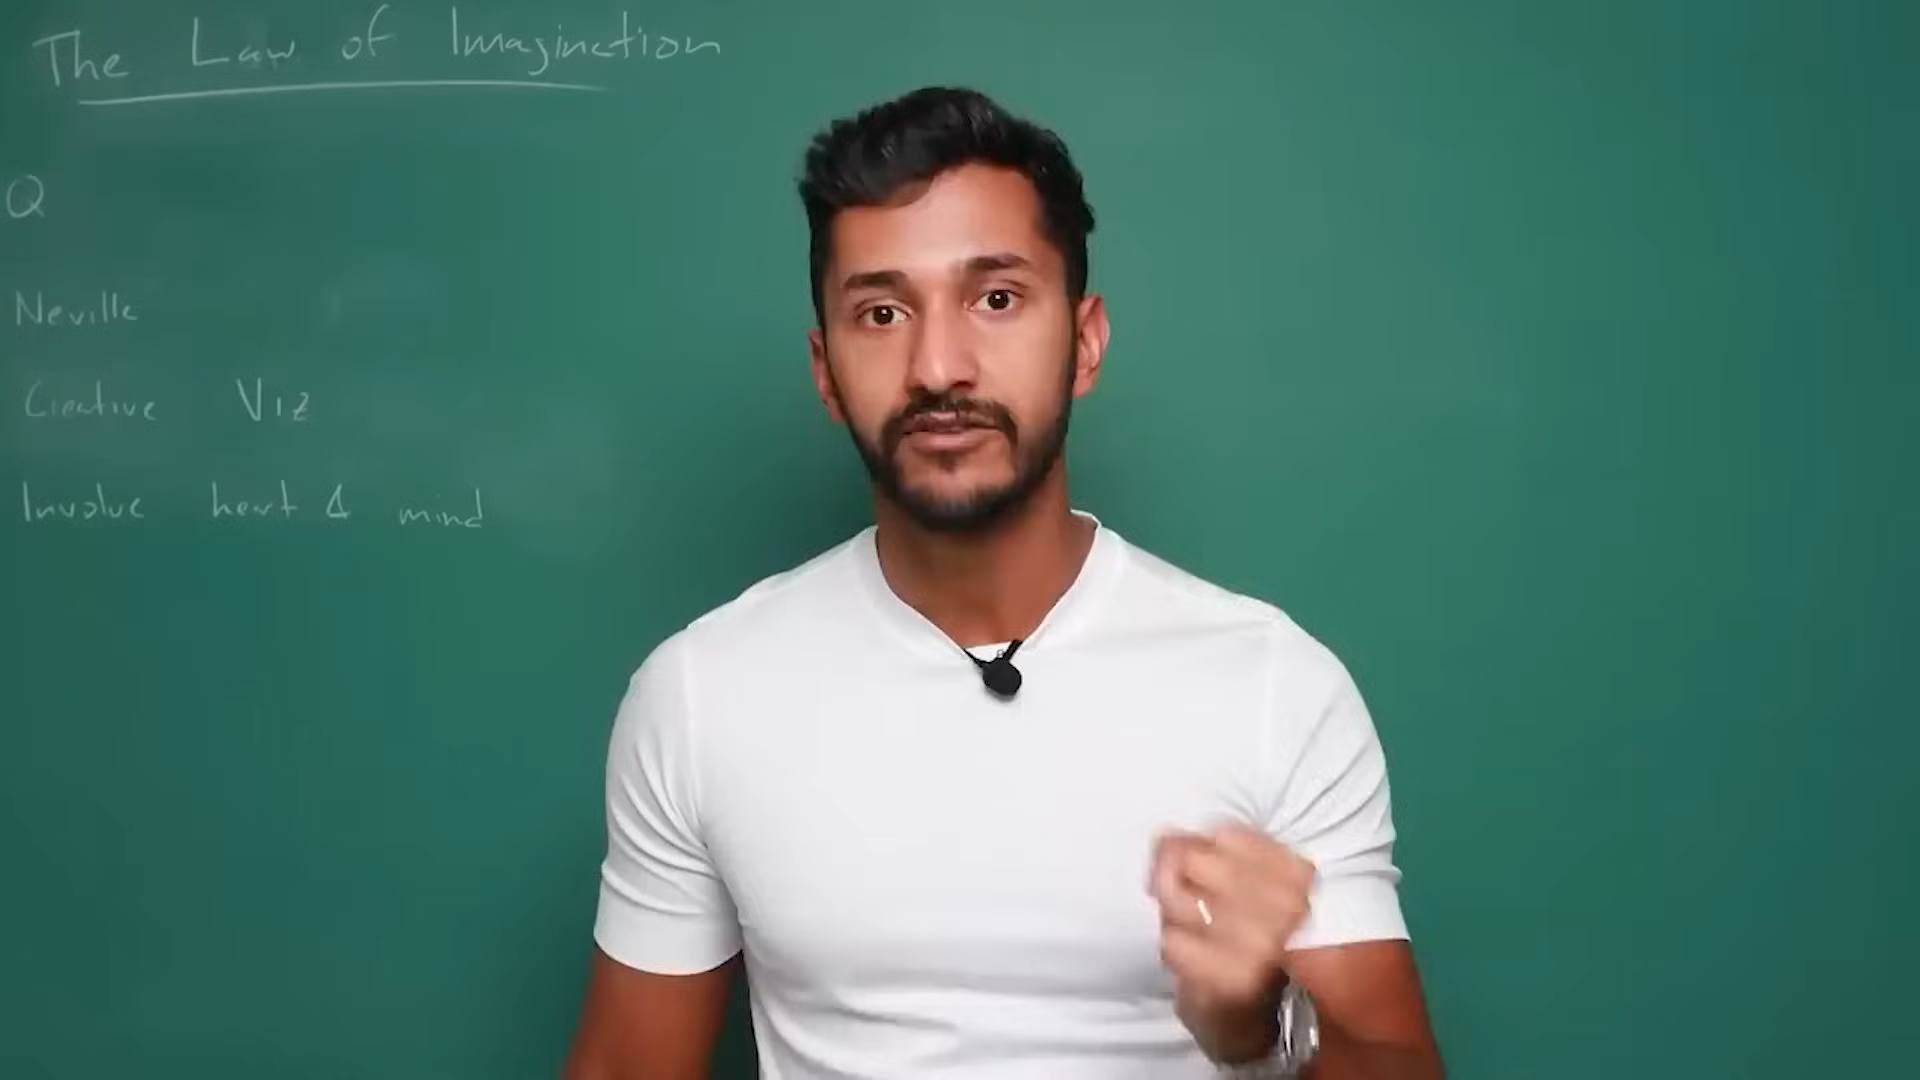 The Law of Imagination
Q
Neville
Creative Viz
Involve heart & mind